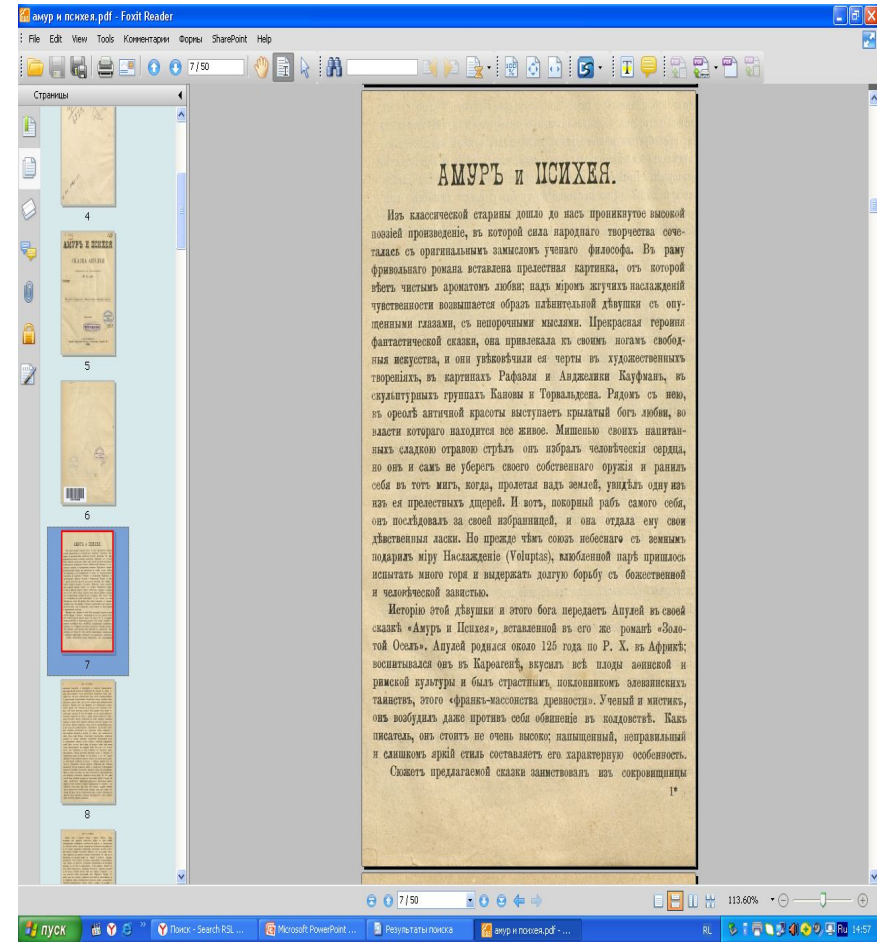 амур и психея.pdf - Foxit Reader
File Edit View Tools Комментарии Формы SharePoint Help
7/50
Страницы
4
АМУРЪ И ПСИХЕЯ
5
6
7
8
АМУРЪ и ПСИХЕЯ.
Изъ классической старины дошло до насъ проникнутое высокой
поэзіей произведеніе, въ которой сила народнаго творчества соче-
талась съ оригинальнымъ замысломъ ученаго философа. Въ раму
фривольнаго романа вставлена прелестная картинка, отъ которой
вѣетъ чистымъ ароматомъ любви; надъ міромъ жгучихъ наслажденій
чувственности возвышается образъ плѣнительной дѣвушки съ опу-
щенными глазами, съ непорочными мыслями. Прекрасная героиня
фантастической сказки, она привлекала къ своимъ ногамъ свобод-
ныя искусства, и они увѣковѣчили ея черты въ художественныхъ
твореніяхъ, въ картинахъ Рафаэля и Анджелики Кауфманъ, въ
скульптурныхъ группахъ Кановы и Торвальдсена. Рядомъ съ нею,
въ ореолѣ античной красоты выступаетъ крылатый богъ любви, во
власти котораго находится все живое. Мишенью своихъ напитан-
ныхъ сладкою отравою стрѣлъ онъ избралъ человѣческія сердца,
но онъ и самъ не уберегъ своего собственнаго оружія и ранилъ
себя въ тотъ мигъ, когда, пролетая надъ землей, увидѣлъ одну изъ
изъ ея прелестныхъ дщерей. И вотъ, покорный рабъ самого себя,
онъ послѣдовалъ за своей избранницей, и она отдала ему свои
дѣвственныя ласки. Но прежде чѣмъ союзъ небеснаго съ земнымъ
подарилъ міру Наслажденіе (Voluptas), влюбленной парѣ пришлось
испытать много горя и выдержать долгую борьбу съ божественной
и человѣческой завистью.
Исторію этой дѣвушки и этого бога передаетъ Апулей въ своей
сказкѣ «Амуръ и Психея», вставленной въ его же романѣ «Золо-
той Оселъ». Апулей родился около 125 года по Р. Х. въ Африкѣ;
воспитывался онъ въ Карѳагенѣ, вкусилъ всѣ плоды аѳинской и
римской культуры и былъ страстнымъ поклонникомъ элевзинскихъ
таинствъ, этого «франкъ-массонства древности». Ученый и мистикъ,
онъ возбудилъ даже противъ себя обвиненіе въ колдовствѣ. Какъ
писатель, онъ стоитъ не очень высоко; напыщенный, неправильный
и слишкомъ яркій стиль составляетъ его характерную особенность.
Сюжетъ предлагаемой сказки заимствованъ изъ сокровищницы
1*
7/50
113.60%
пуск
Поиск - Search RSL ...
Microsoft PowerPoint ...
Результаты поиска
амур и психея.pdf - ...
RL
Ru
14:57